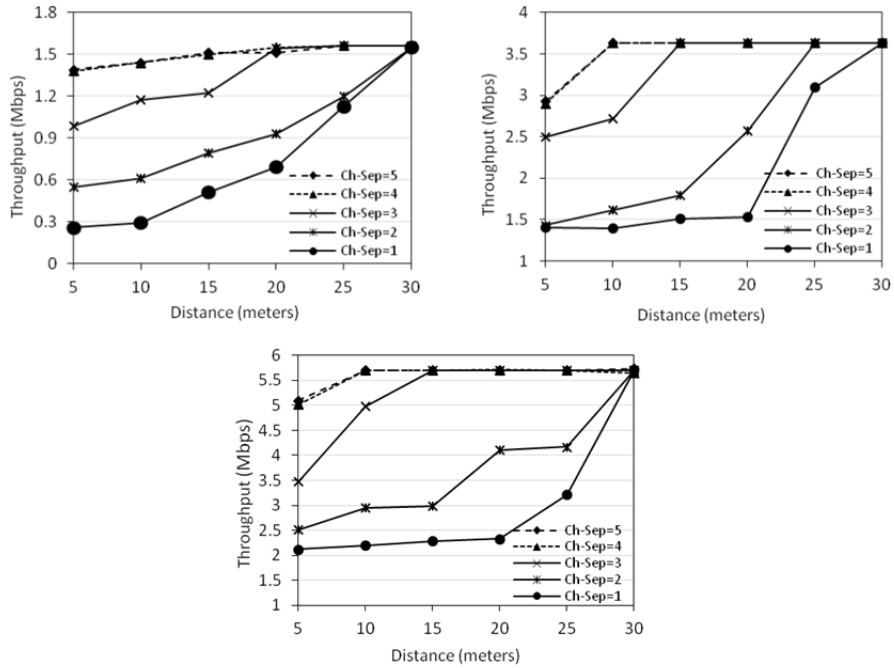 Throughput (Mbps)
1.8
1.5
1.2
0.9
0.6
0.3
0
Ch-Sep=5
Ch-Sep=4
Ch-Sep=3
Ch-Sep=2
Ch-Sep=1
5 10 15 20 25 30
Distance (meters)
Throughput (Mbps)
4
3.5
3
2.5
2
1.5
1
Ch-Sep=5
Ch-Sep=4
Ch-Sep=3
Ch-Sep=2
Ch-Sep=1
5 10 15 20 25 30
Distance (meters)
Throughput (Mbps)
6
5.5
5
4.5
4
3.5
3
2.5
2
1.5
1
Ch-Sep=5
Ch-Sep=4
Ch-Sep=3
Ch-Sep=2
Ch-Sep=1
5 10 15 20 25 30
Distance (meters)